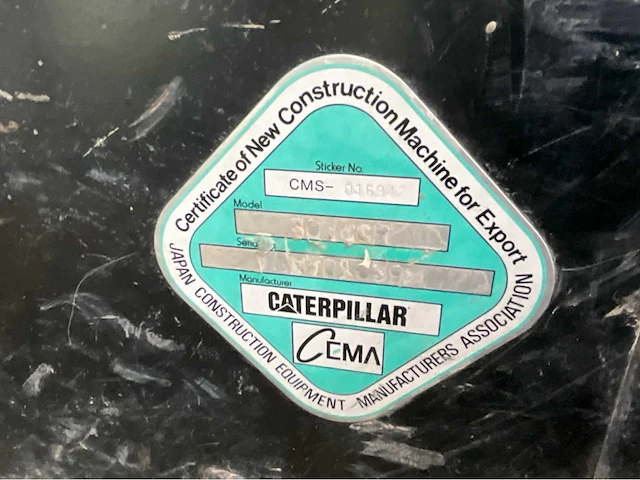 Certificate of New Construction Machine for Export
Sticker No.
CMS-
Model
Serial
Manufacturer
CATERPILLAR
CEMA
JAPAN CONSTRUCTION EQUIPMENT MANUFACTURERS ASSOCIATION